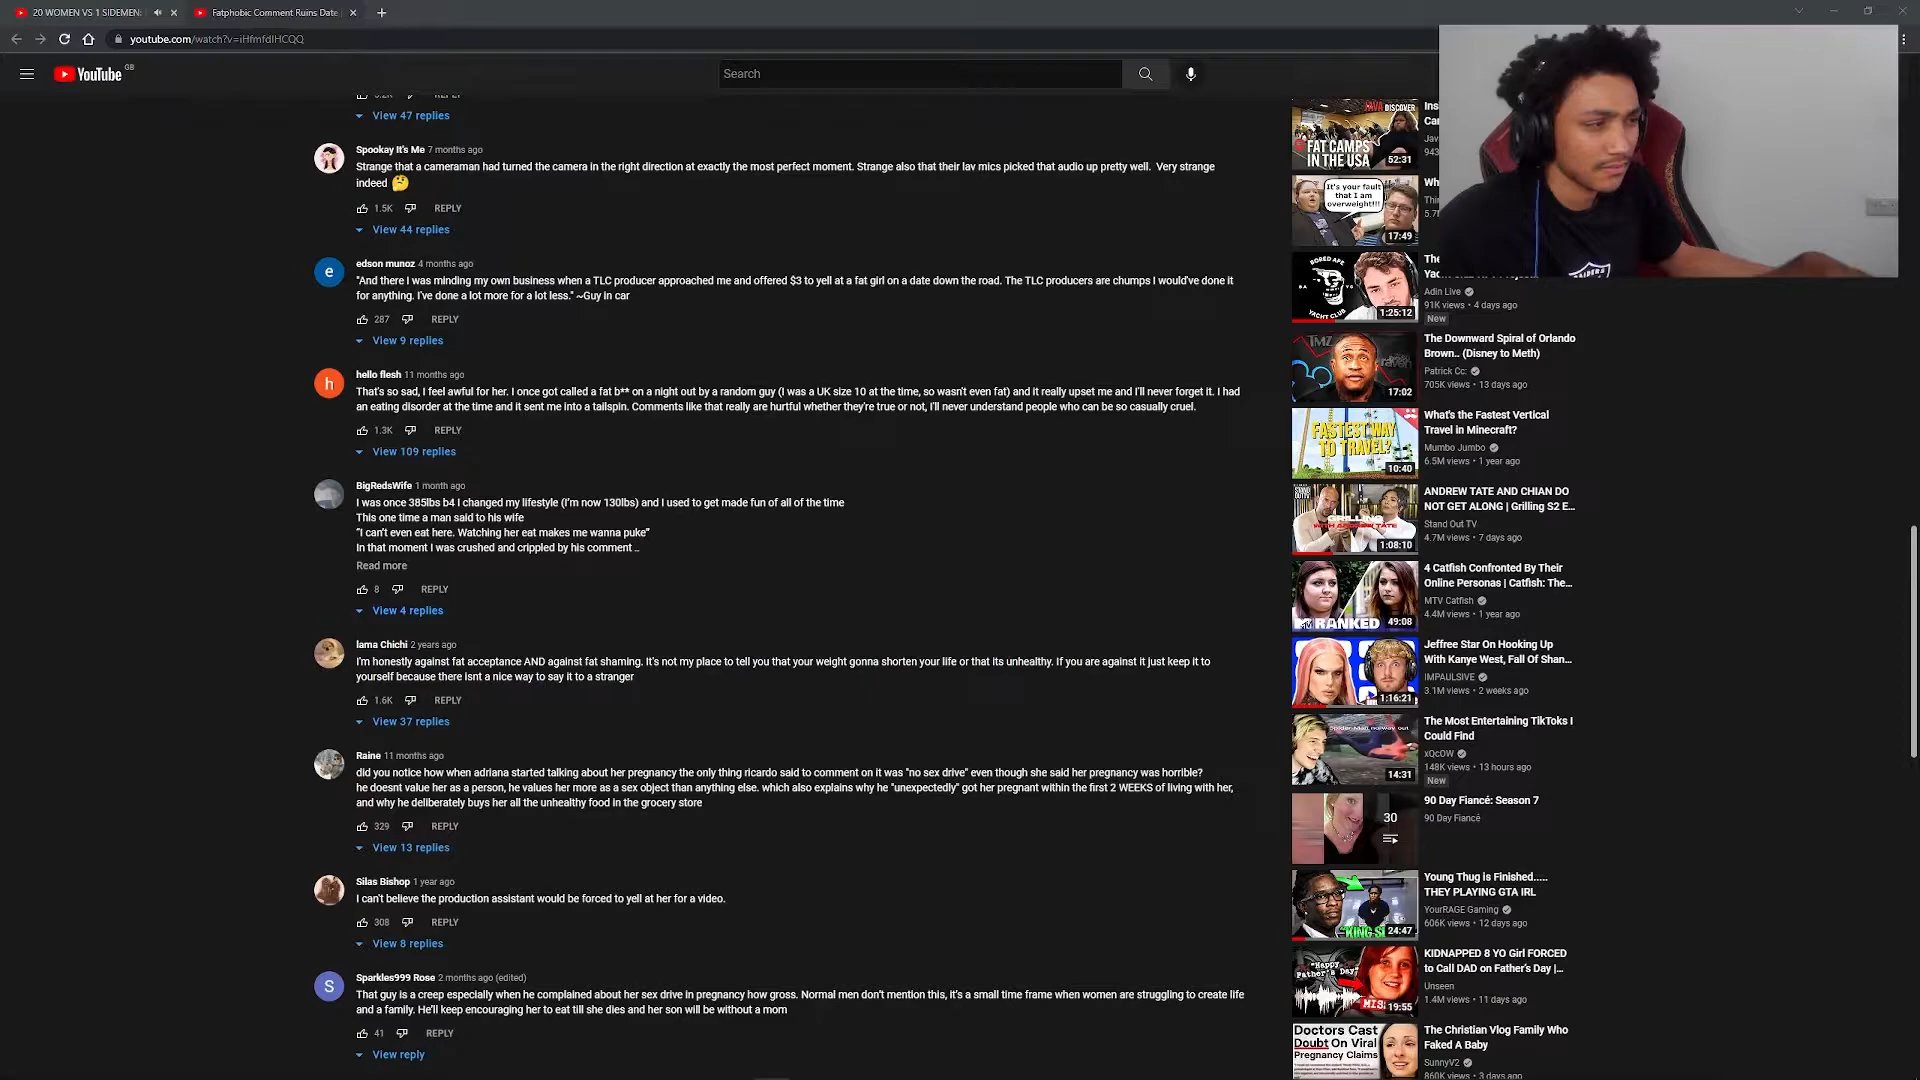 20 WOMEN VS 1 SIDEMEN:
Fatphobic Comment Ruins Date
youtube.com/watch?v=iHfmfdIHCQQ
YouTube GB
Search
REPLY
View 47 replies
Spookay It's Me 7 months ago
Strange that a cameraman had turned the camera in the right direction at exactly the most perfect moment. Strange also that their lav mics picked that audio up pretty well. Very strange
indeed 🤔
1.5K REPLY
View 44 replies
e
edson munoz 4 months ago
"And there I was minding my own business when a TLC producer approached me and offered $3 to yell at a fat girl on a date down the road. The TLC producers are chumps I would've done it
for anything. I've done a lot more for a lot less." ~Guy in car
287 REPLY
View 9 replies
h
hello flesh 11 months ago
That's so sad, I feel awful for her. I once got called a fat b** on a night out by a random guy (I was a UK size 10 at the time, so wasn't even fat) and it really upset me and I'll never forget it. I had
an eating disorder at the time and it sent me into a tailspin. Comments like that really are hurtful whether they're true or not, I'll never understand people who can be so casually cruel.
1.3K REPLY
View 109 replies
BigRedsWife 1 month ago
I was once 385lbs b4 I changed my lifestyle (I'm now 130lbs) and I used to get made fun of all of the time
This one time a man said to his wife
“I can’t even eat here. Watching her eat makes me wanna puke”
In that moment I was crushed and crippled by his comment ...
Read more
8 REPLY
View 4 replies
lama Chichi 2 years ago
I'm honestly against fat acceptance AND against fat shaming. It's not my place to tell you that your weight gonna shorten your life or that its unhealthy. If you are against it just keep it to
yourself because there isnt a nice way to say it to a stranger
1.6K REPLY
View 37 replies
Raine 11 months ago
did you notice how when adriana started talking about her pregnancy the only thing ricardo said to comment on it was "no sex drive" even though she said her pregnancy was horrible?
he doesnt value her as a person, he values her more as a sex object than anything else. which also explains why he "unexpectedly" got her pregnant within the first 2 WEEKS of living with her,
and why he deliberately buys her all the unhealthy food in the grocery store
329 REPLY
View 13 replies
Silas Bishop 1 year ago
I can't believe the production assistant would be forced to yell at her for a video.
308 REPLY
View 8 replies
S
Sparkles999 Rose 2 months ago (edited)
That guy is a creep especially when he complained about her sex drive in pregnancy how gross. Normal men don't mention this, it's a small time frame when women are struggling to create life
and a family. He'll keep encouraging her to eat till she dies and her son will be without a mom
41 REPLY
View reply
JAVA DISCOVER
FAT CAMPS
IN THE USA
52:31
Ins
Car
Jav
943
It's your fault
that I am
overweight!!!
17:49
Wh
Thir
5.7
BORED APE
BA YC
YACHT CLUB
1:25:12
The
Adin Live
91K views • 4 days ago
New
TMZ
17:02
The Downward Spiral of Orlando
Brown.. (Disney to Meth)
Patrick Cc:
705K views • 13 days ago
FASTEST WAY
TO TRAVEL?
10:40
What's the Fastest Vertical
Travel in Minecraft?
Mumbo Jumbo
6.5M views • 1 year ago
GRILLING
WITH ANDREW TATE
1:08:10
ANDREW TATE AND CHIAN DO
NOT GET ALONG | Grilling S2 E...
Stand Out TV
4.7M views • 7 days ago
RANKED
49:08
4 Catfish Confronted By Their
Online Personas | Catfish: The...
MTV Catfish
4.4M views • 1 year ago
1:16:21
Jeffree Star On Hooking Up
With Kanye West, Fall Of Shan...
IMPAULSIVE
3.1M views • 2 weeks ago
14:31
The Most Entertaining TikToks I
Could Find
xQcOW
148K views • 13 hours ago
New
30
90 Day Fiancé: Season 7
90 Day Fiancé
24:47
Young Thug is Finished.....
THEY PLAYING GTA IRL
YourRAGE Gaming
606K views • 12 days ago
"Happy
Father's Day"
19:55
KIDNAPPED 8 YO Girl FORCED
to Call DAD on Father's Day |...
Unseen
1.4M views • 11 days ago
Doctors Cast
Doubt On Viral
Pregnancy Claims
The Christian Vlog Family Who
Faked A Baby
SunnyV2
860K views • 3 days ago
RAIDERS